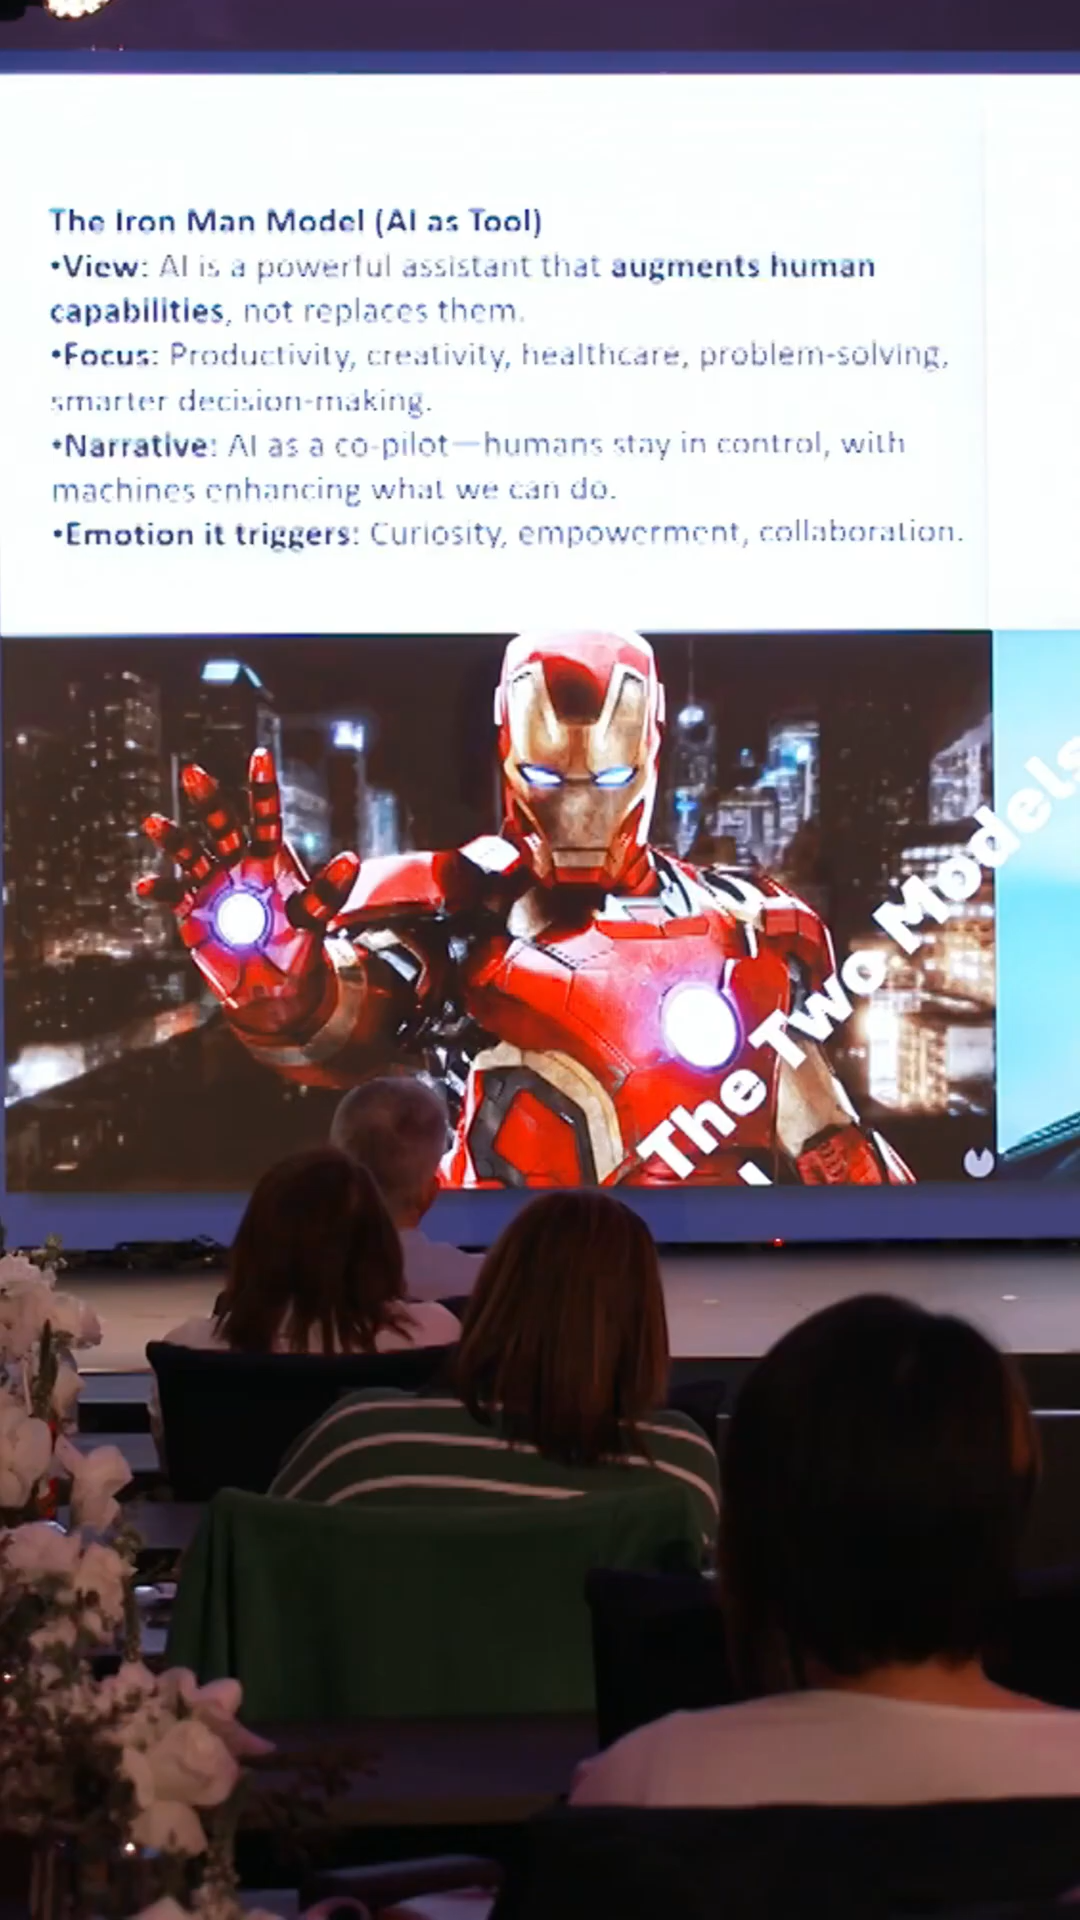 The Iron Man Model (AI as Tool)
•View: AI is a powerful assistant that augments human
capabilities, not replaces them.
•Focus: Productivity, creativity, healthcare, problem-solving,
smarter decision-making.
•Narrative: AI as a co-pilot—humans stay in control, with
machines enhancing what we can do.
•Emotion it triggers: Curiosity, empowerment, collaboration.
The Two Models